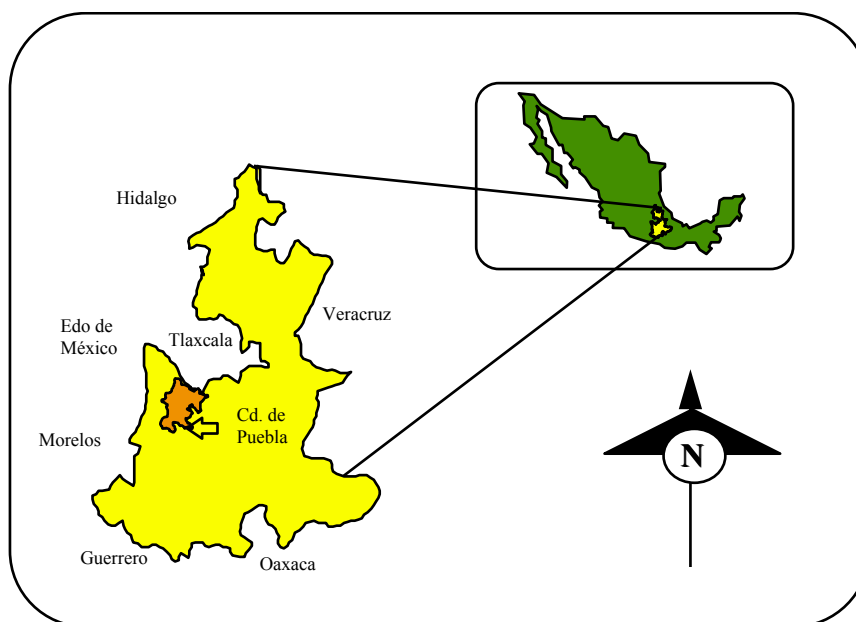 Hidalgo
Veracruz
Edo de
México
Tlaxcala
Cd. de
Puebla
Morelos
N
Guerrero
Oaxaca